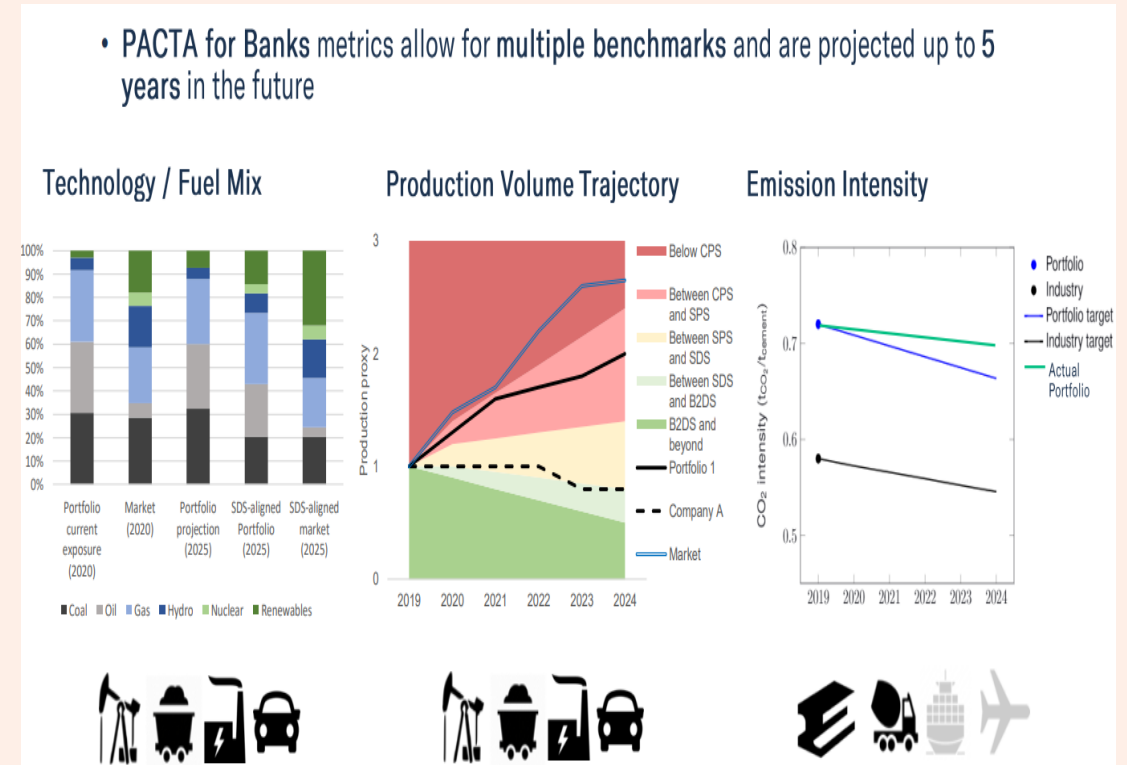 • PACTA for Banks metrics allow for multiple benchmarks and are projected up to 5
years in the future
Technology / Fuel Mix
100%
90%
80%
70%
60%
50%
40%
30%
20%
10%
0%
Portfolio
current
exposure
(2020)
Market
(2020)
Portfolio
projection
(2025)
SDS-aligned
Portfolio
(2025)
SDS-aligned
market
(2025)
Coal Oil Gas Hydro Nuclear Renewables
Production Volume Trajectory
Production proxy
3
2
1
0
2019 2020 2021 2022 2023 2024
Below CPS
Between CPS
and SPS
Between SPS
and SDS
Between SDS
and B2DS
B2DS and
beyond
Portfolio 1
Company A
Market
Emission Intensity
CO₂ intensity (tCO₂/tcement)
0.8
0.7
0.6
0.5
2019 2020 2021 2022 2023 2024
Portfolio
Industry
Portfolio target
Industry target
Actual
Portfolio